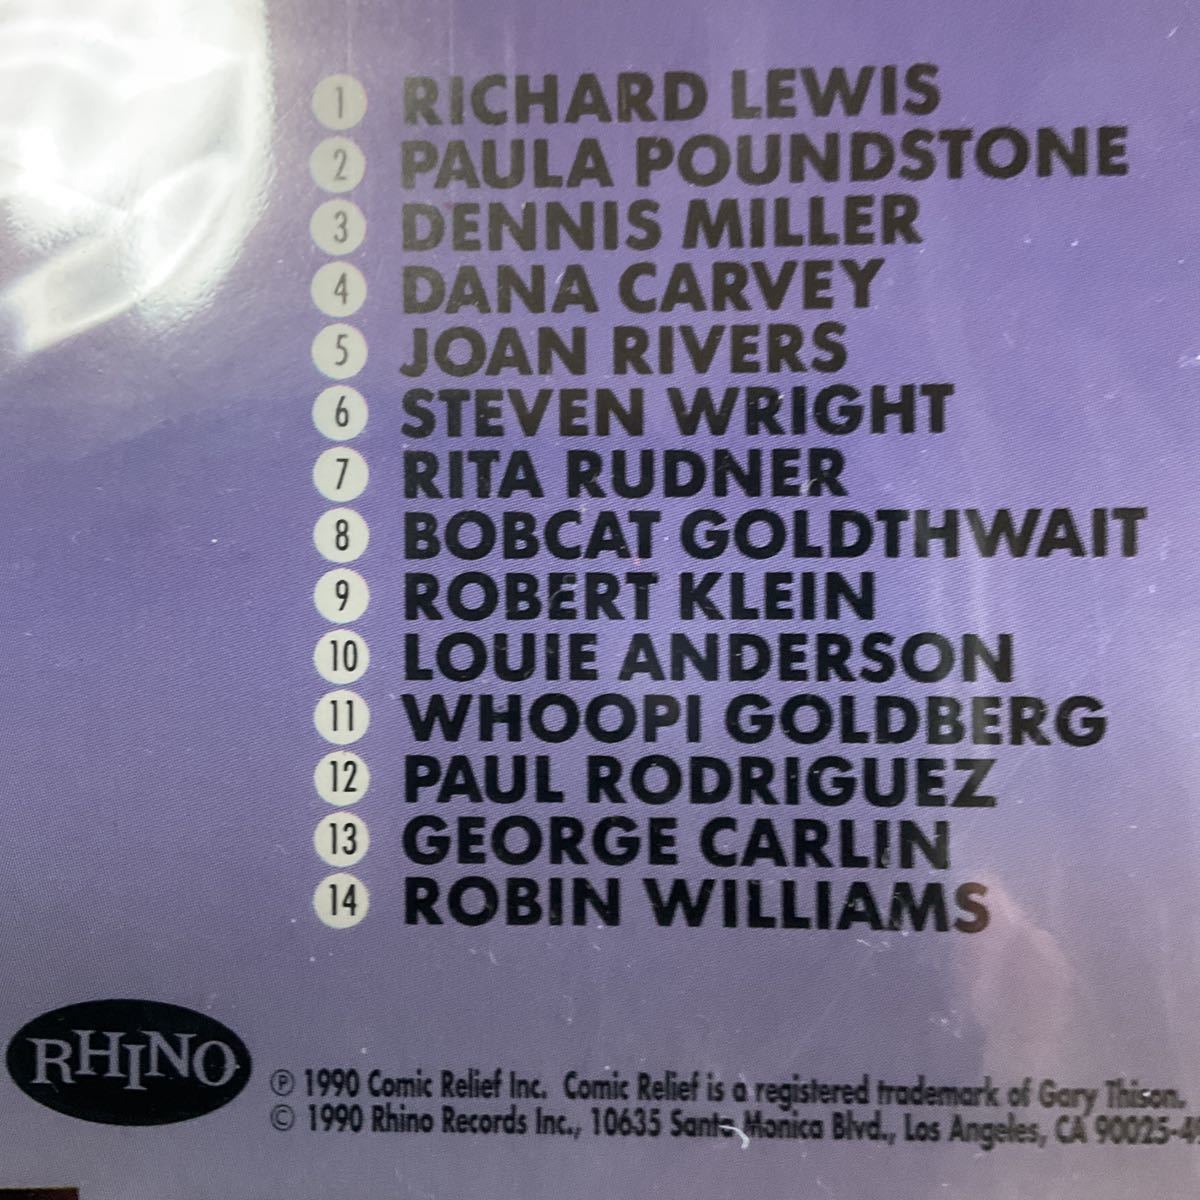 1 RICHARD LEWIS
2 PAULA POUNDSTONE
3 DENNIS MILLER
4 DANA CARVEY
5 JOAN RIVERS
6 STEVEN WRIGHT
7 RITA RUDNER
8 BOBCAT GOLDTHWAIT
9 ROBERT KLEIN
10 LOUIE ANDERSON
11 WHOOPI GOLDBERG
12 PAUL RODRIGUEZ
13 GEORGE CARLIN
14 ROBIN WILLIAMS
RHINO
℗ 1990 Comic Relief Inc. Comic Relief is a registered trademark of Gary Thison.
© 1990 Rhino Records Inc., 10635 Santa Monica Blvd., Los Angeles, CA 90025-49